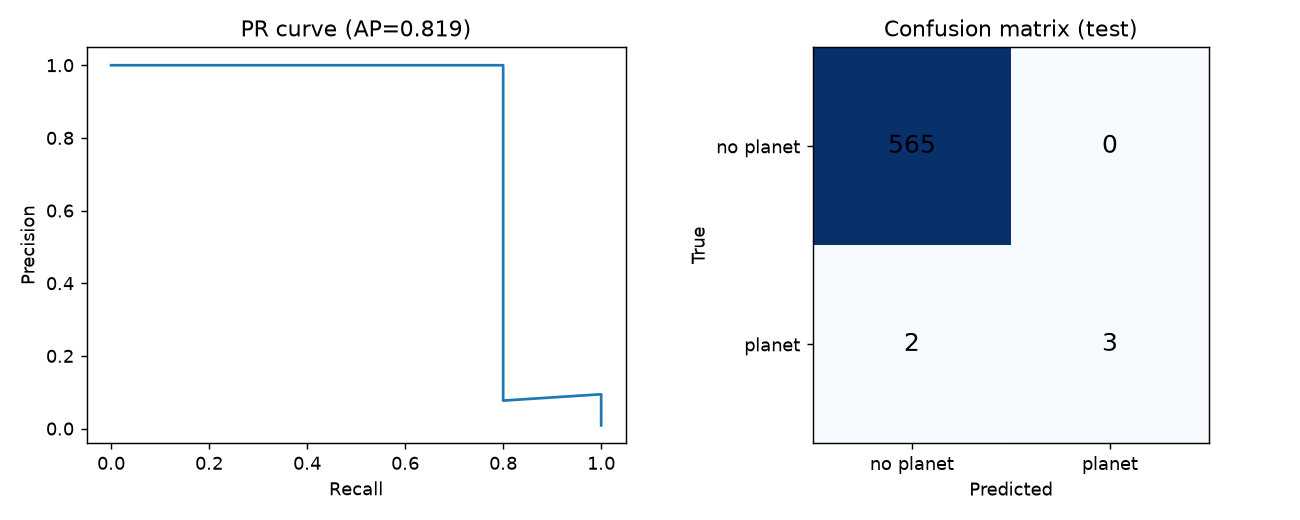 PR curve (AP=0.819)
Precision
1.0
0.8
0.6
0.4
0.2
0.0
0.0 0.2 0.4 0.6 0.8 1.0
Recall
Confusion matrix (test)
True
no planet 565 0
planet 2 3
no planet planet
Predicted